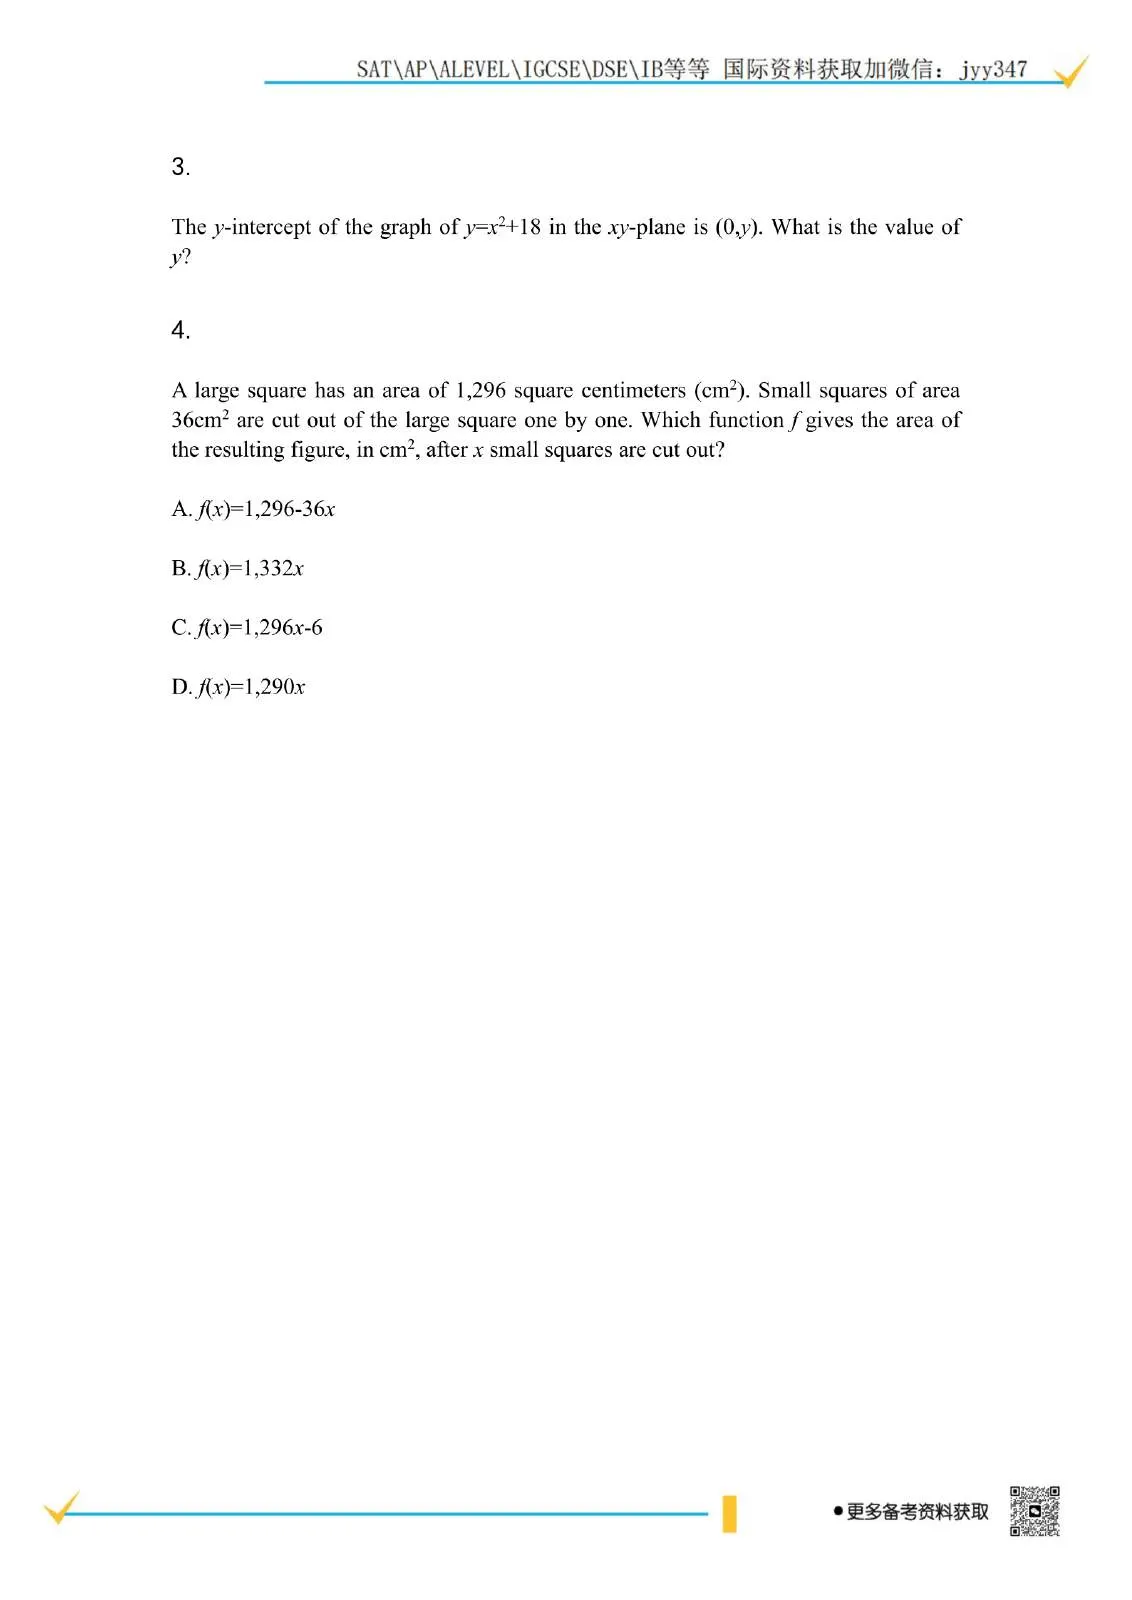 SAT\AP\ALEVEL\IGCSE\DSE\IB等等 国际资料获取加微信：jyy347
3.
The y-intercept of the graph of y=x²+18 in the xy-plane is (0,y). What is the value of
y?
4.
A large square has an area of 1,296 square centimeters (cm²). Small squares of area
36cm² are cut out of the large square one by one. Which function f gives the area of
the resulting figure, in cm², after x small squares are cut out?
A. f(x)=1,296-36x
B. f(x)=1,332x
C. f(x)=1,296x-6
D. f(x)=1,290x
●更多备考资料获取